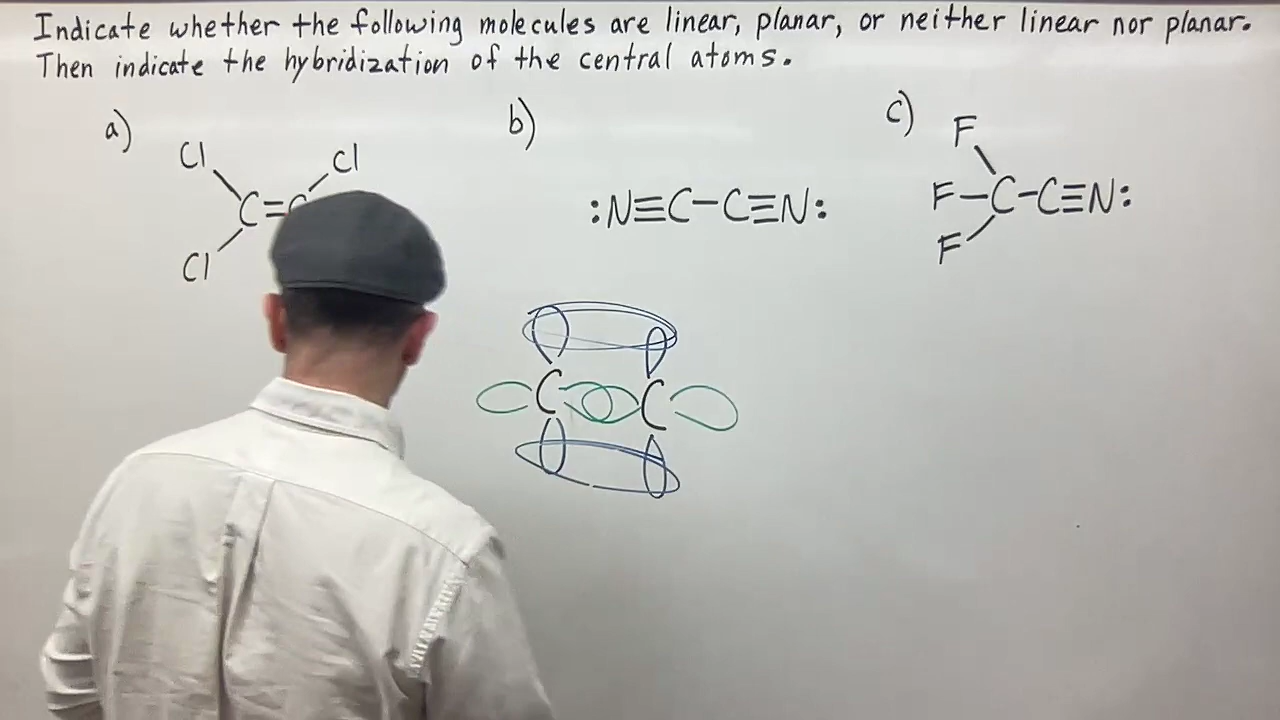 Indicate whether the following molecules are linear, planar, or neither linear nor planar.
Then indicate the hybridization of the central atoms.
a)
Cl
Cl
C=C
Cl
b)
:N≡C-C≡N:
c)
F
F-C-C≡N:
F
C C